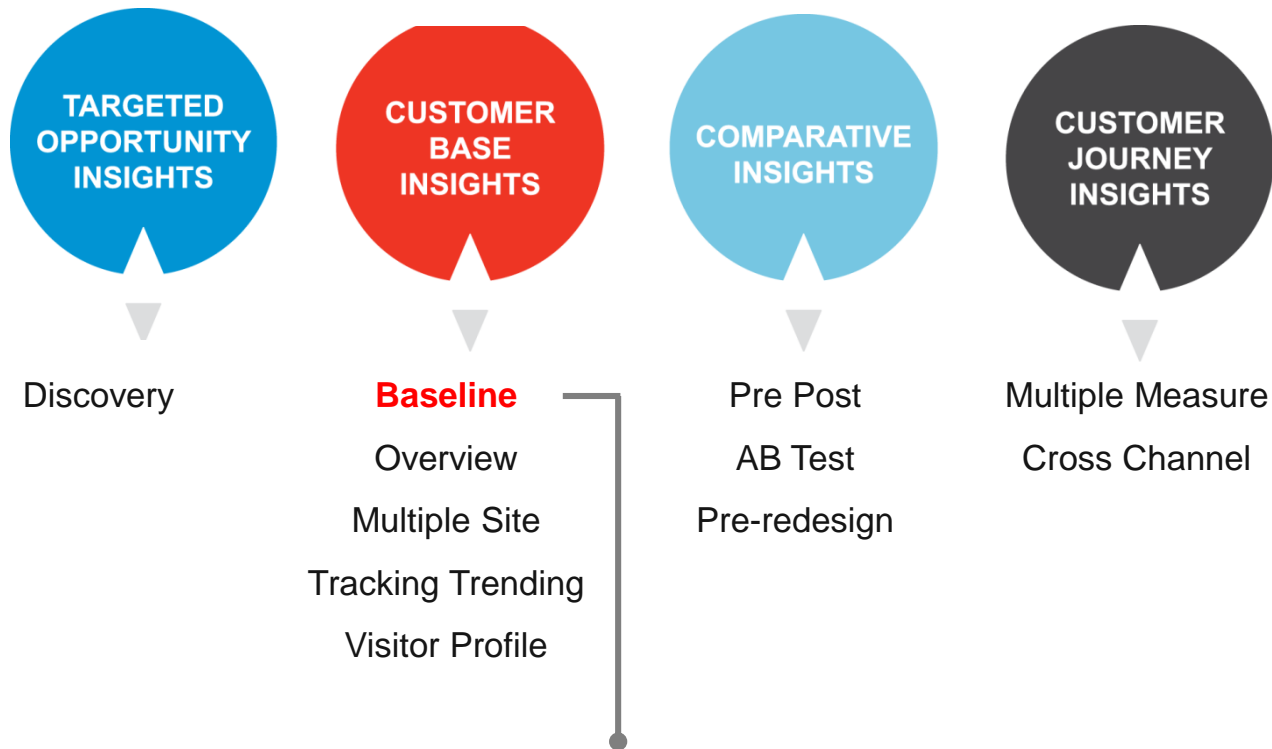 TARGETED
OPPORTUNITY
INSIGHTS
CUSTOMER
BASE
INSIGHTS
COMPARATIVE
INSIGHTS
CUSTOMER
JOURNEY
INSIGHTS
Discovery
Baseline
Overview
Multiple Site
Tracking Trending
Visitor Profile
Pre Post
AB Test
Pre-redesign
Multiple Measure
Cross Channel